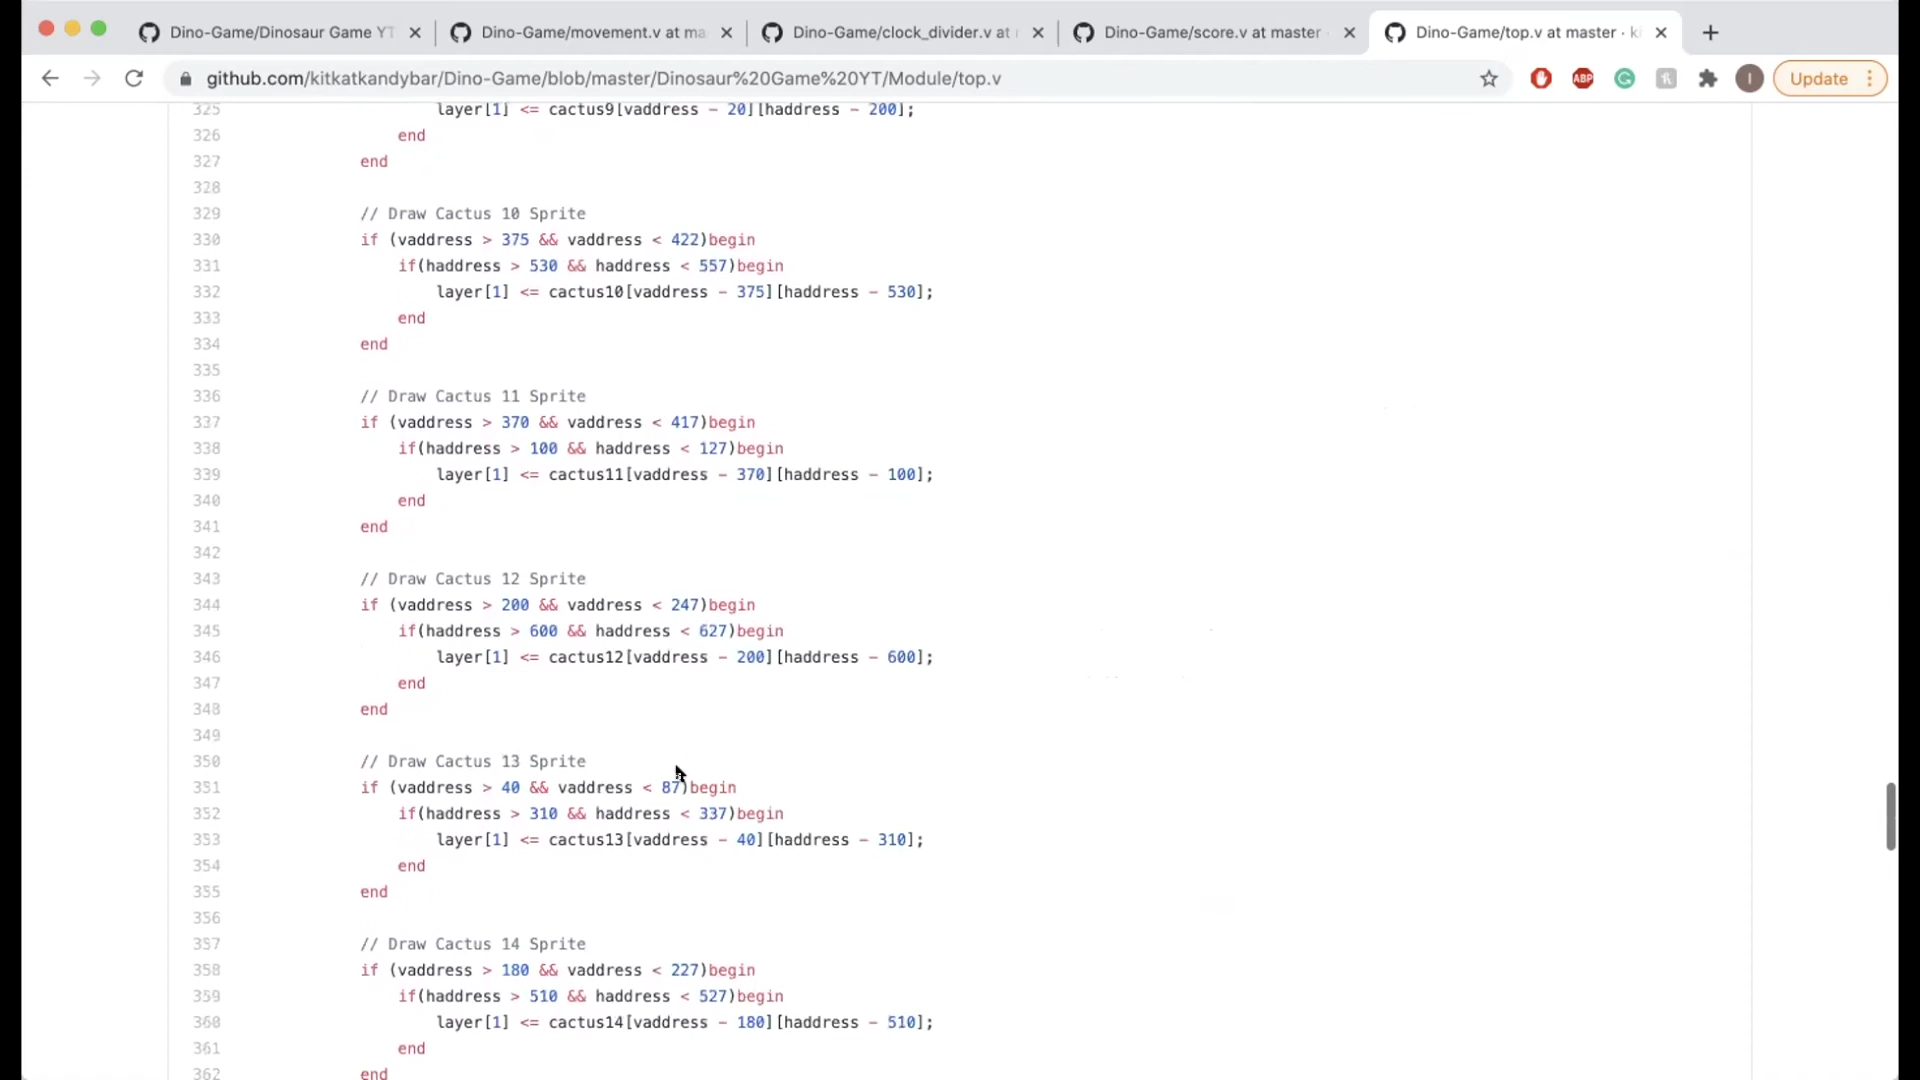 Dino-Game/Dinosaur Game YT
Dino-Game/movement.v at ma
Dino-Game/clock_divider.v at
Dino-Game/score.v at master
Dino-Game/top.v at master · k
github.com/kitkatkandybar/Dino-Game/blob/master/Dinosaur%20Game%20YT/Module/top.v
ABP
I
Update
325 layer[1] <= cactus9[vaddress - 20][haddress - 200];
326 end
327 end
328
329 // Draw Cactus 10 Sprite
330 if (vaddress > 375 && vaddress < 422)begin
331 if(haddress > 530 && haddress < 557)begin
332 layer[1] <= cactus10[vaddress - 375][haddress - 530];
333 end
334 end
335
336 // Draw Cactus 11 Sprite
337 if (vaddress > 370 && vaddress < 417)begin
338 if(haddress > 100 && haddress < 127)begin
339 layer[1] <= cactus11[vaddress - 370][haddress - 100];
340 end
341 end
342
343 // Draw Cactus 12 Sprite
344 if (vaddress > 200 && vaddress < 247)begin
345 if(haddress > 600 && haddress < 627)begin
346 layer[1] <= cactus12[vaddress - 200][haddress - 600];
347 end
348 end
349
350 // Draw Cactus 13 Sprite
351 if (vaddress > 40 && vaddress < 87)begin
352 if(haddress > 310 && haddress < 337)begin
353 layer[1] <= cactus13[vaddress - 40][haddress - 310];
354 end
355 end
356
357 // Draw Cactus 14 Sprite
358 if (vaddress > 180 && vaddress < 227)begin
359 if(haddress > 510 && haddress < 527)begin
360 layer[1] <= cactus14[vaddress - 180][haddress - 510];
361 end
362 end